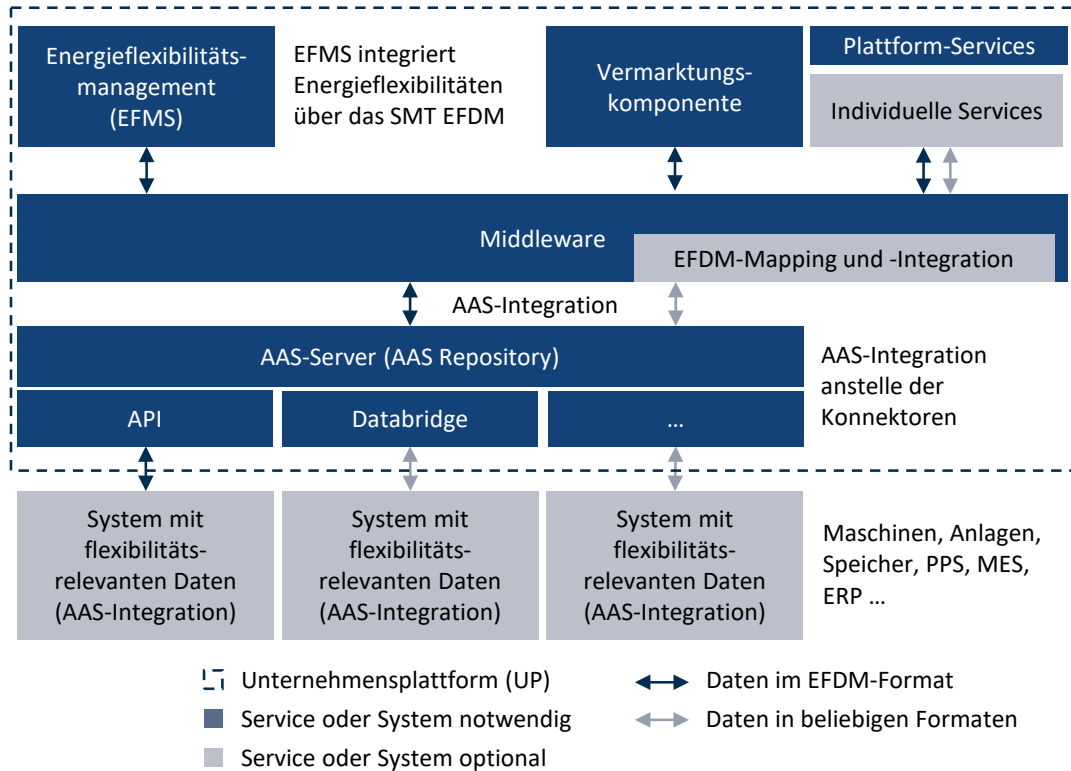 Energieflexibilitäts-
management
(EFMS)
EFMS integriert
Energieflexibilitäten
über das SMT EFDM
Vermarktungs-
komponente
Plattform-Services
Individuelle Services
Middleware
EFDM-Mapping und -Integration
AAS-Integration
AAS-Server (AAS Repository)
API
Databridge
...
AAS-Integration
anstelle der
Konnektoren
System mit
flexibilitäts-
relevanten Daten
(AAS-Integration)
System mit
flexibilitäts-
relevanten Daten
(AAS-Integration)
System mit
flexibilitäts-
relevanten Daten
(AAS-Integration)
Maschinen, Anlagen,
Speicher, PPS, MES,
ERP ...
Unternehmensplattform (UP)
Service oder System notwendig
Service oder System optional
Daten im EFDM-Format
Daten in beliebigen Formaten